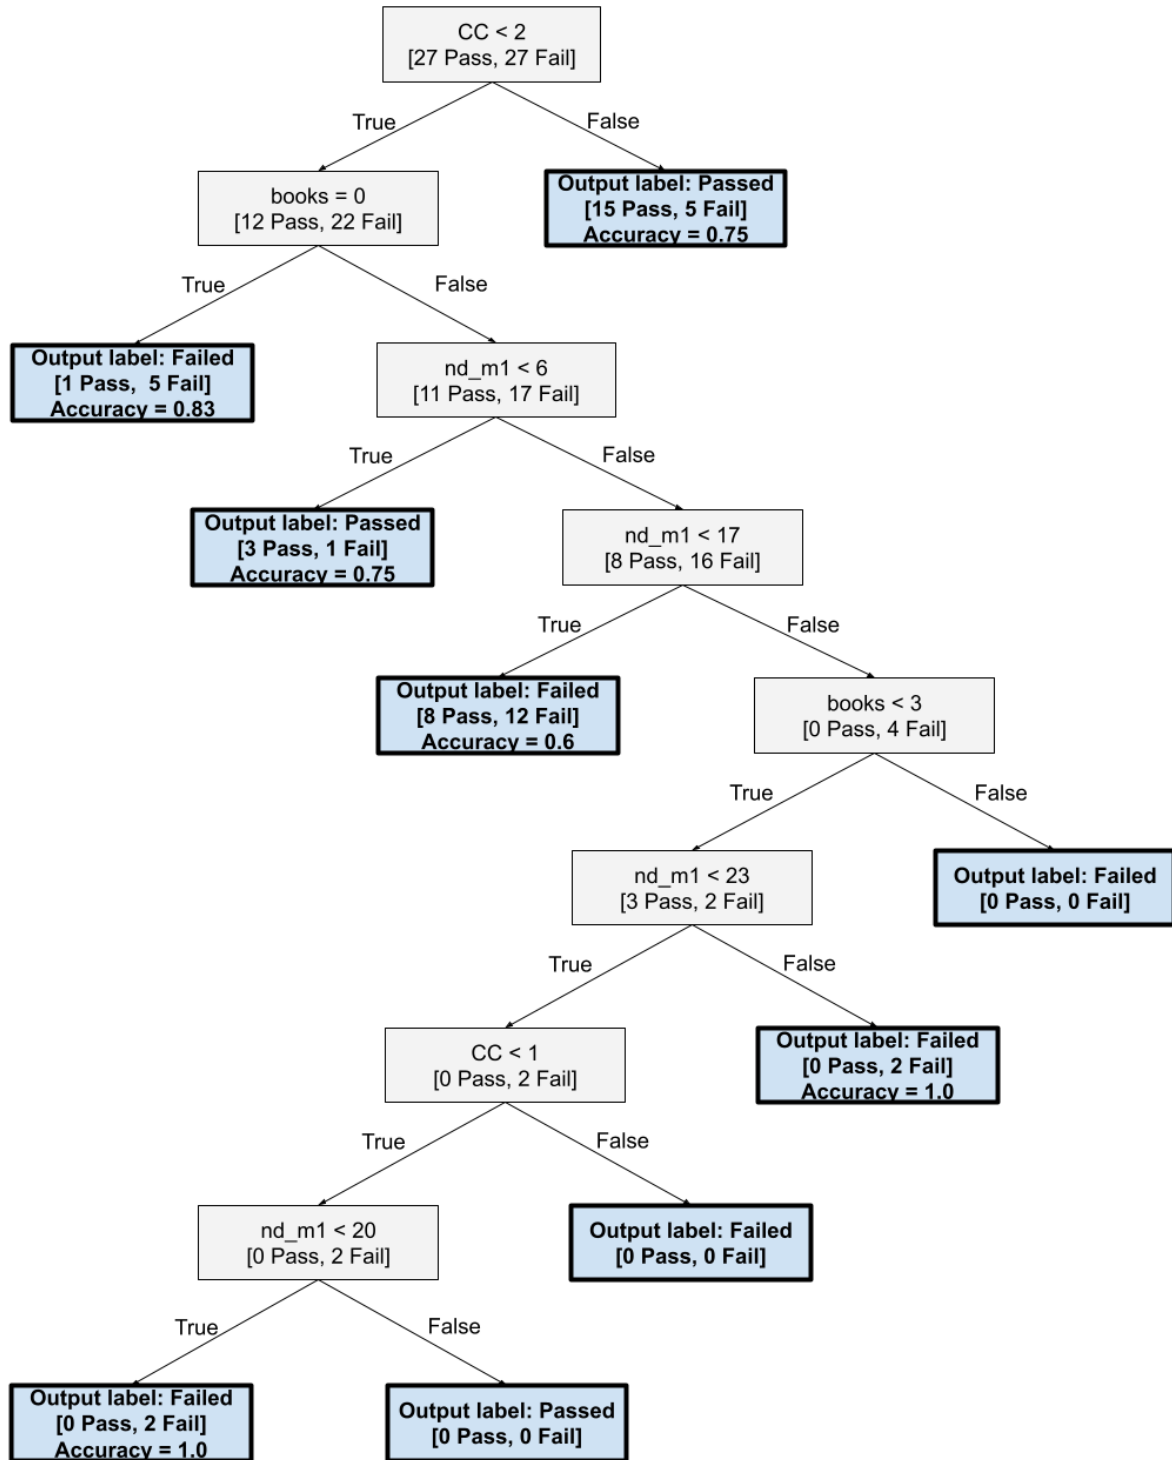 CC < 2
[27 Pass, 27 Fail]
True
False
books = 0
[12 Pass, 22 Fail]
Output label: Passed
[15 Pass, 5 Fail]
Accuracy = 0.75
True
False
Output label: Failed
[1 Pass,  5 Fail]
Accuracy = 0.83
nd_m1 < 6
[11 Pass, 17 Fail]
True
False
Output label: Passed
[3 Pass, 1 Fail]
Accuracy = 0.75
nd_m1 < 17
[8 Pass, 16 Fail]
True
False
Output label: Failed
[8 Pass, 12 Fail]
Accuracy = 0.6
books < 3
[0 Pass, 4 Fail]
True
False
nd_m1 < 23
[3 Pass, 2 Fail]
Output label: Failed
[0 Pass, 0 Fail]
True
False
CC < 1
[0 Pass, 2 Fail]
Output label: Failed
[0 Pass, 2 Fail]
Accuracy = 1.0
True
False
nd_m1 < 20
[0 Pass, 2 Fail]
Output label: Failed
[0 Pass, 0 Fail]
True
False
Output label: Failed
[0 Pass, 2 Fail]
Accuracy = 1.0
Output label: Passed
[0 Pass, 0 Fail]